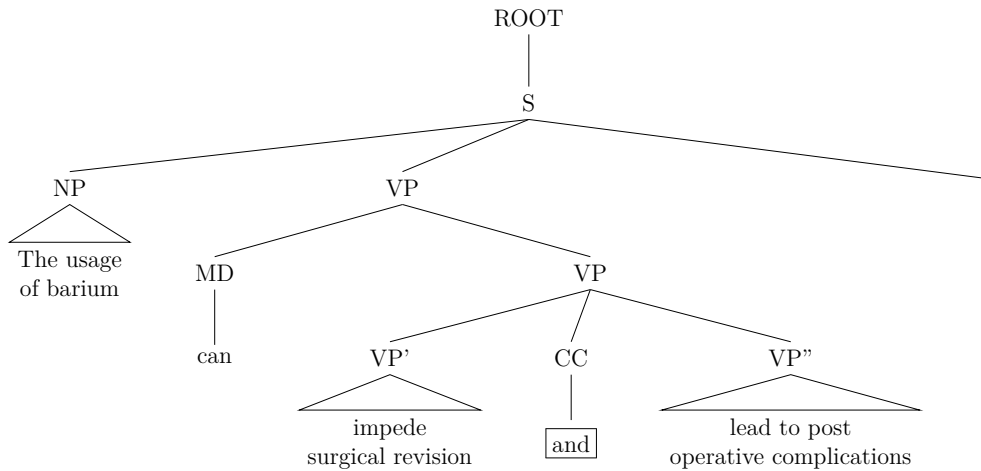 ROOT
S
NP
VP
The usage
of barium
MD
VP
can
VP'
CC
VP"
impede
surgical revision
and
lead to post
operative complications